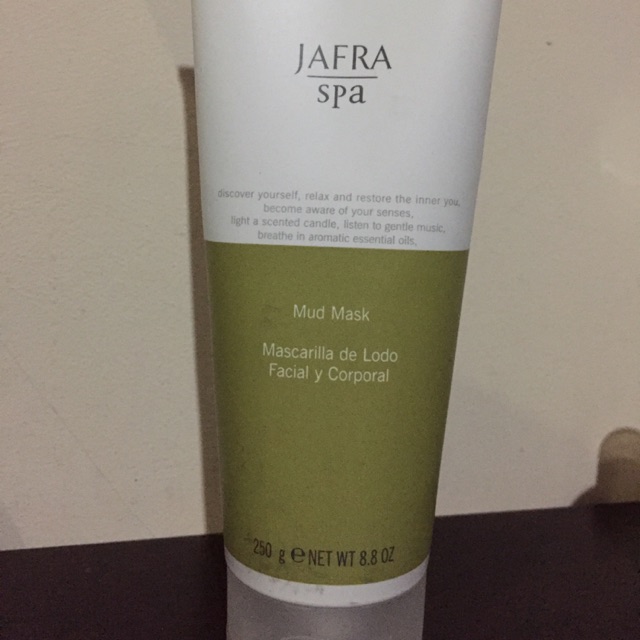 JAFRA
spa
discover yourself, relax and restore the inner you,
become aware of your senses,
light a scented candle, listen to gentle music,
breathe in aromatic essential oils,
Mud Mask
Mascarilla de Lodo
Facial y Corporal
250 g ℮ NET WT 8.8 OZ